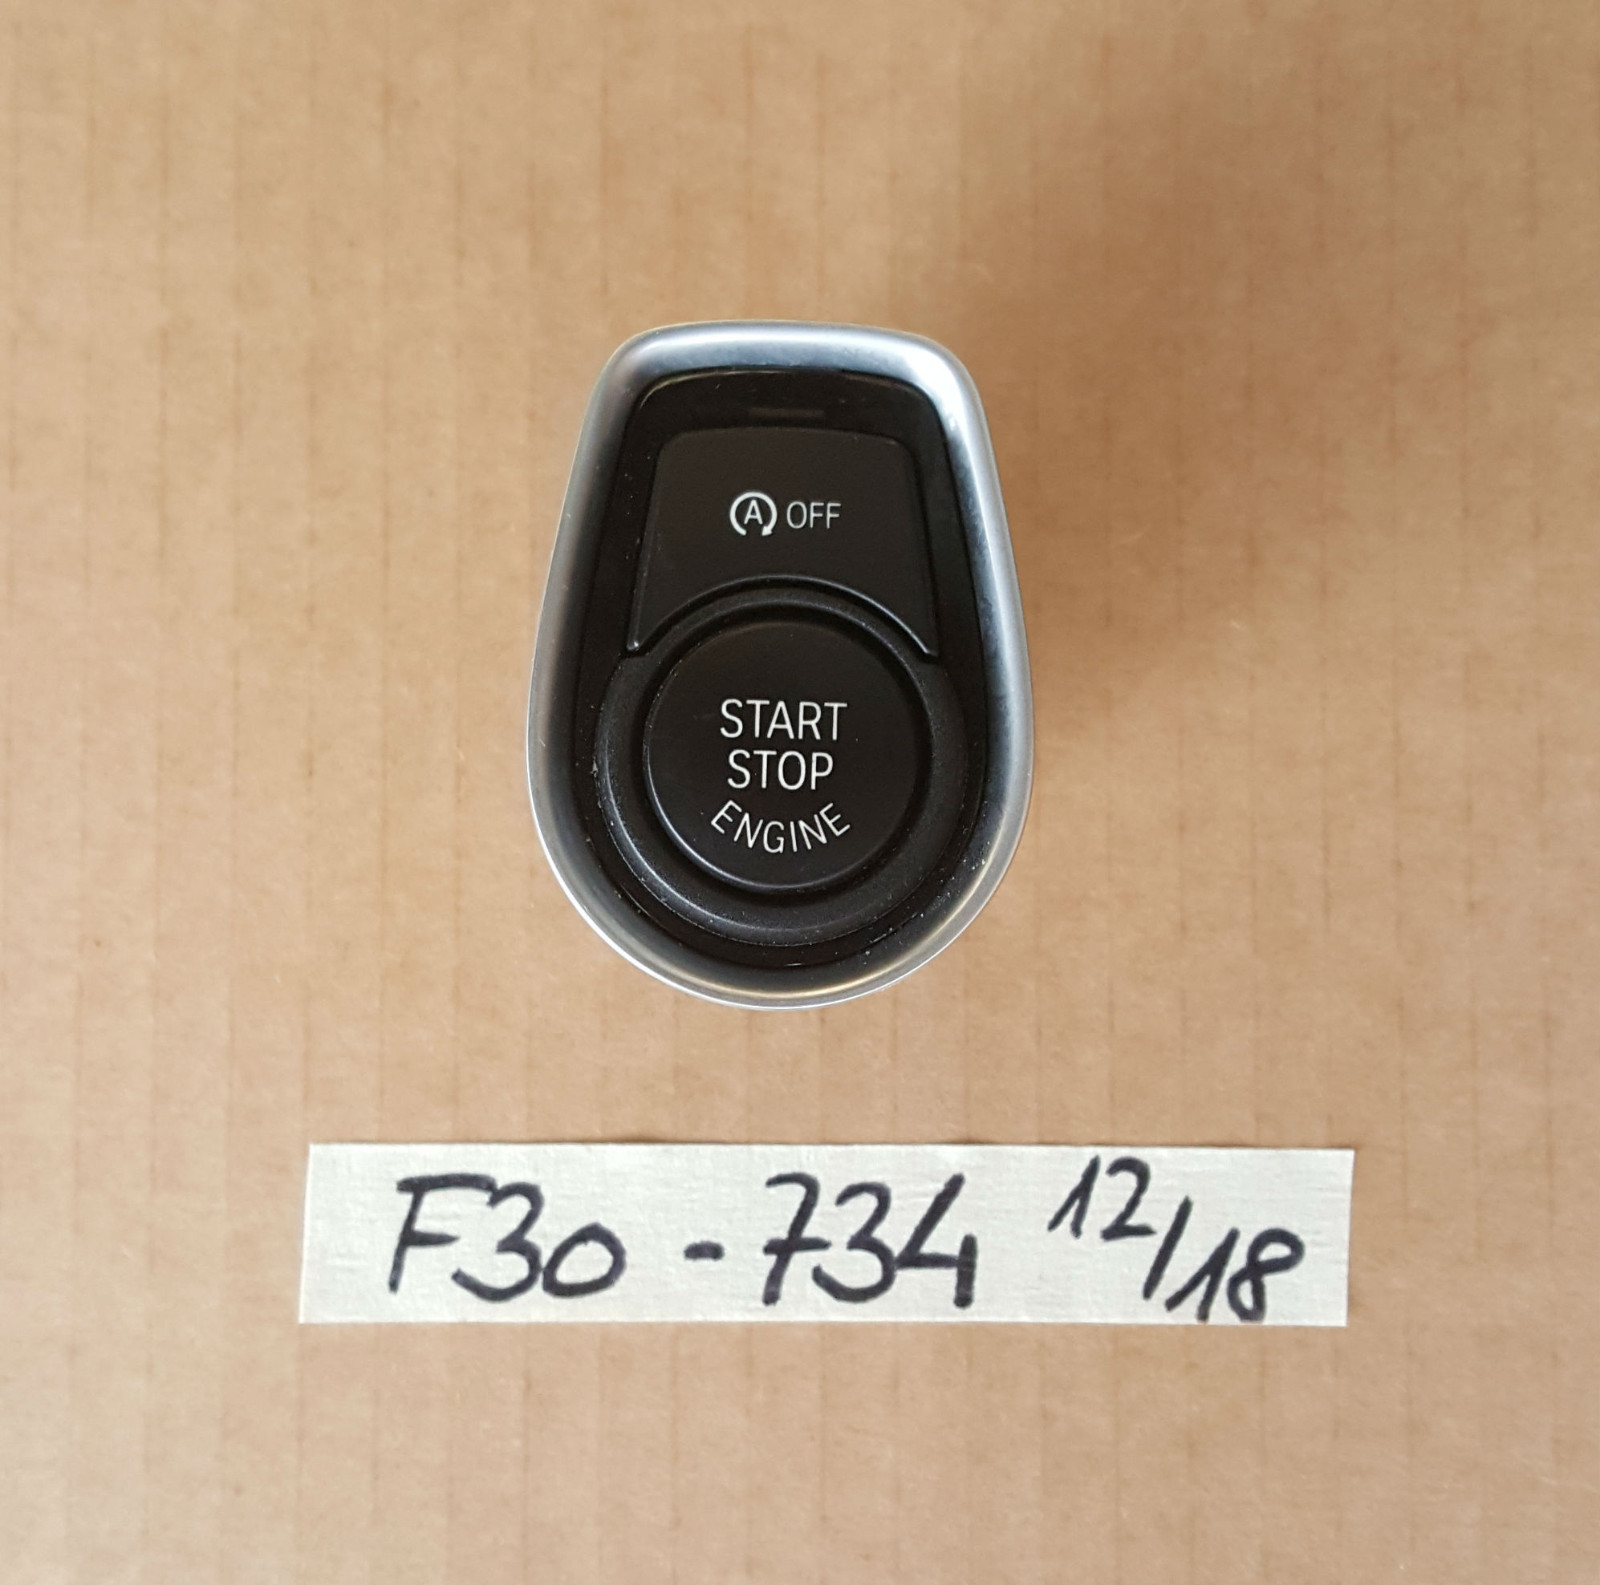 A OFF
START
STOP
ENGINE
F30 - 734 12/18